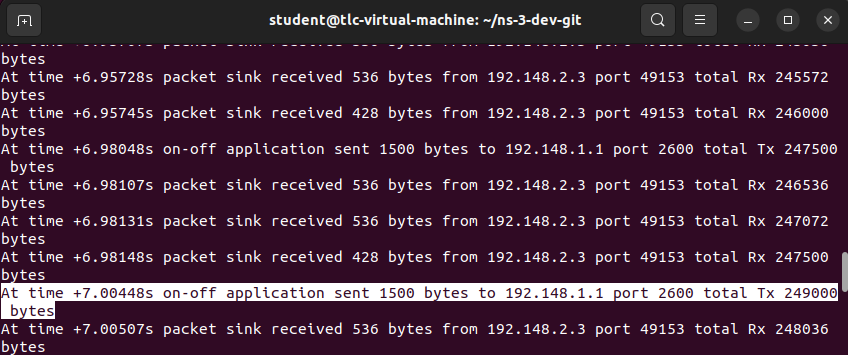 student@tlc-virtual-machine: ~/ns-3-dev-git
bytes
At time +6.95728s packet sink received 536 bytes from 192.148.2.3 port 49153 total Rx 245572
bytes
At time +6.95745s packet sink received 428 bytes from 192.148.2.3 port 49153 total Rx 246000
bytes
At time +6.98048s on-off application sent 1500 bytes to 192.148.1.1 port 2600 total Tx 247500
 bytes
At time +6.98107s packet sink received 536 bytes from 192.148.2.3 port 49153 total Rx 246536
bytes
At time +6.98131s packet sink received 536 bytes from 192.148.2.3 port 49153 total Rx 247072
bytes
At time +6.98148s packet sink received 428 bytes from 192.148.2.3 port 49153 total Rx 247500
bytes
At time +7.00448s on-off application sent 1500 bytes to 192.148.1.1 port 2600 total Tx 249000
 bytes
At time +7.00507s packet sink received 536 bytes from 192.148.2.3 port 49153 total Rx 248036
bytes